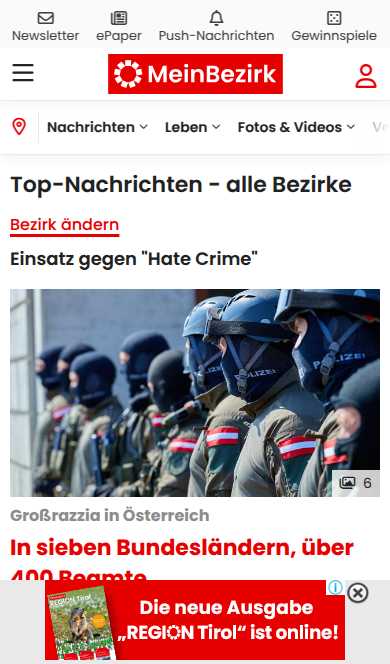 Newsletter ePaper Push-Nachrichten Gewinnspiele
MeinBezirk
Nachrichten Leben Fotos & Videos
Top-Nachrichten - alle Bezirke
Bezirk ändern
Einsatz gegen "Hate Crime"
POLIZEI
POLIZEI
6
Großrazzia in Österreich
In sieben Bundesländern, über
400 Beamte
REGION Tirol
Die neue Ausgabe
„REGION Tirol“ ist online!